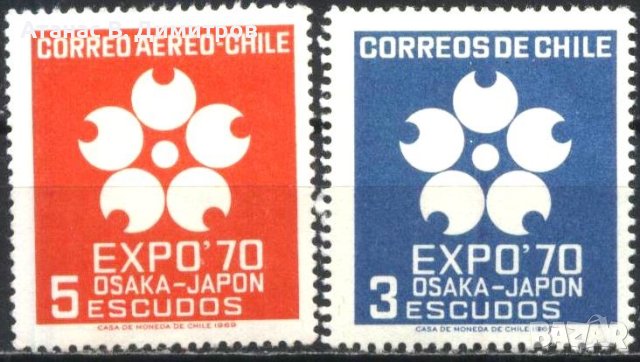 Атанас В. Димитров
CORREO AEREO-CHILE
EXPO'70
OSAKA-JAPON
5 ESCUDOS
CASA DE MONEDA DE CHILE 1969
CORREOS DE CHILE
EXPO'70
OSAKA-JAPON
3 ESCUDOS
CASA DE MONEDA DE CHILE
bazar